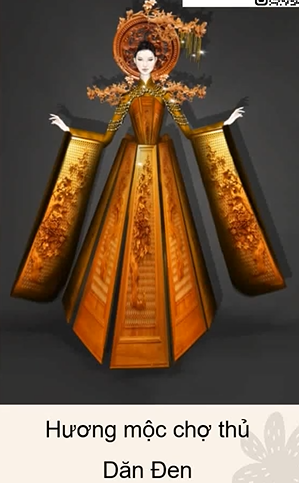 Hương mộc chợ thủ
Dăn Đen